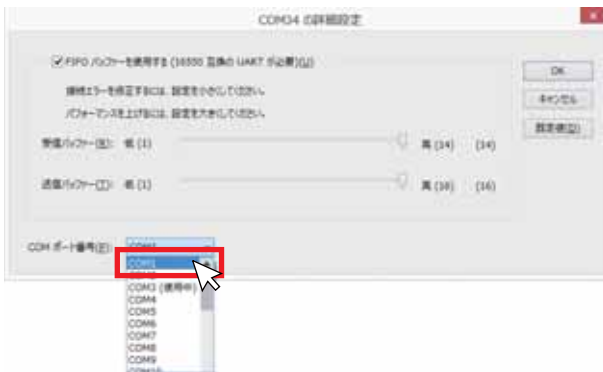 COM34 の詳細設定
FIFO バッファーを使用する (16550 互換の UART が必要)(U)
OK
接続エラーを修正するには、設定を小さくしてください。
キャンセル
パフォーマンスを上げるには、設定を大きくしてください。
既定値(D)
受信バッファー(R): 低 (1) 高 (14) (14)
送信バッファー(T): 低 (1) 高 (16) (16)
COM ポート番号(P):
COM1
COM2
COM3 (使用中)
COM4
COM5
COM6
COM7
COM8
COM9
COM10